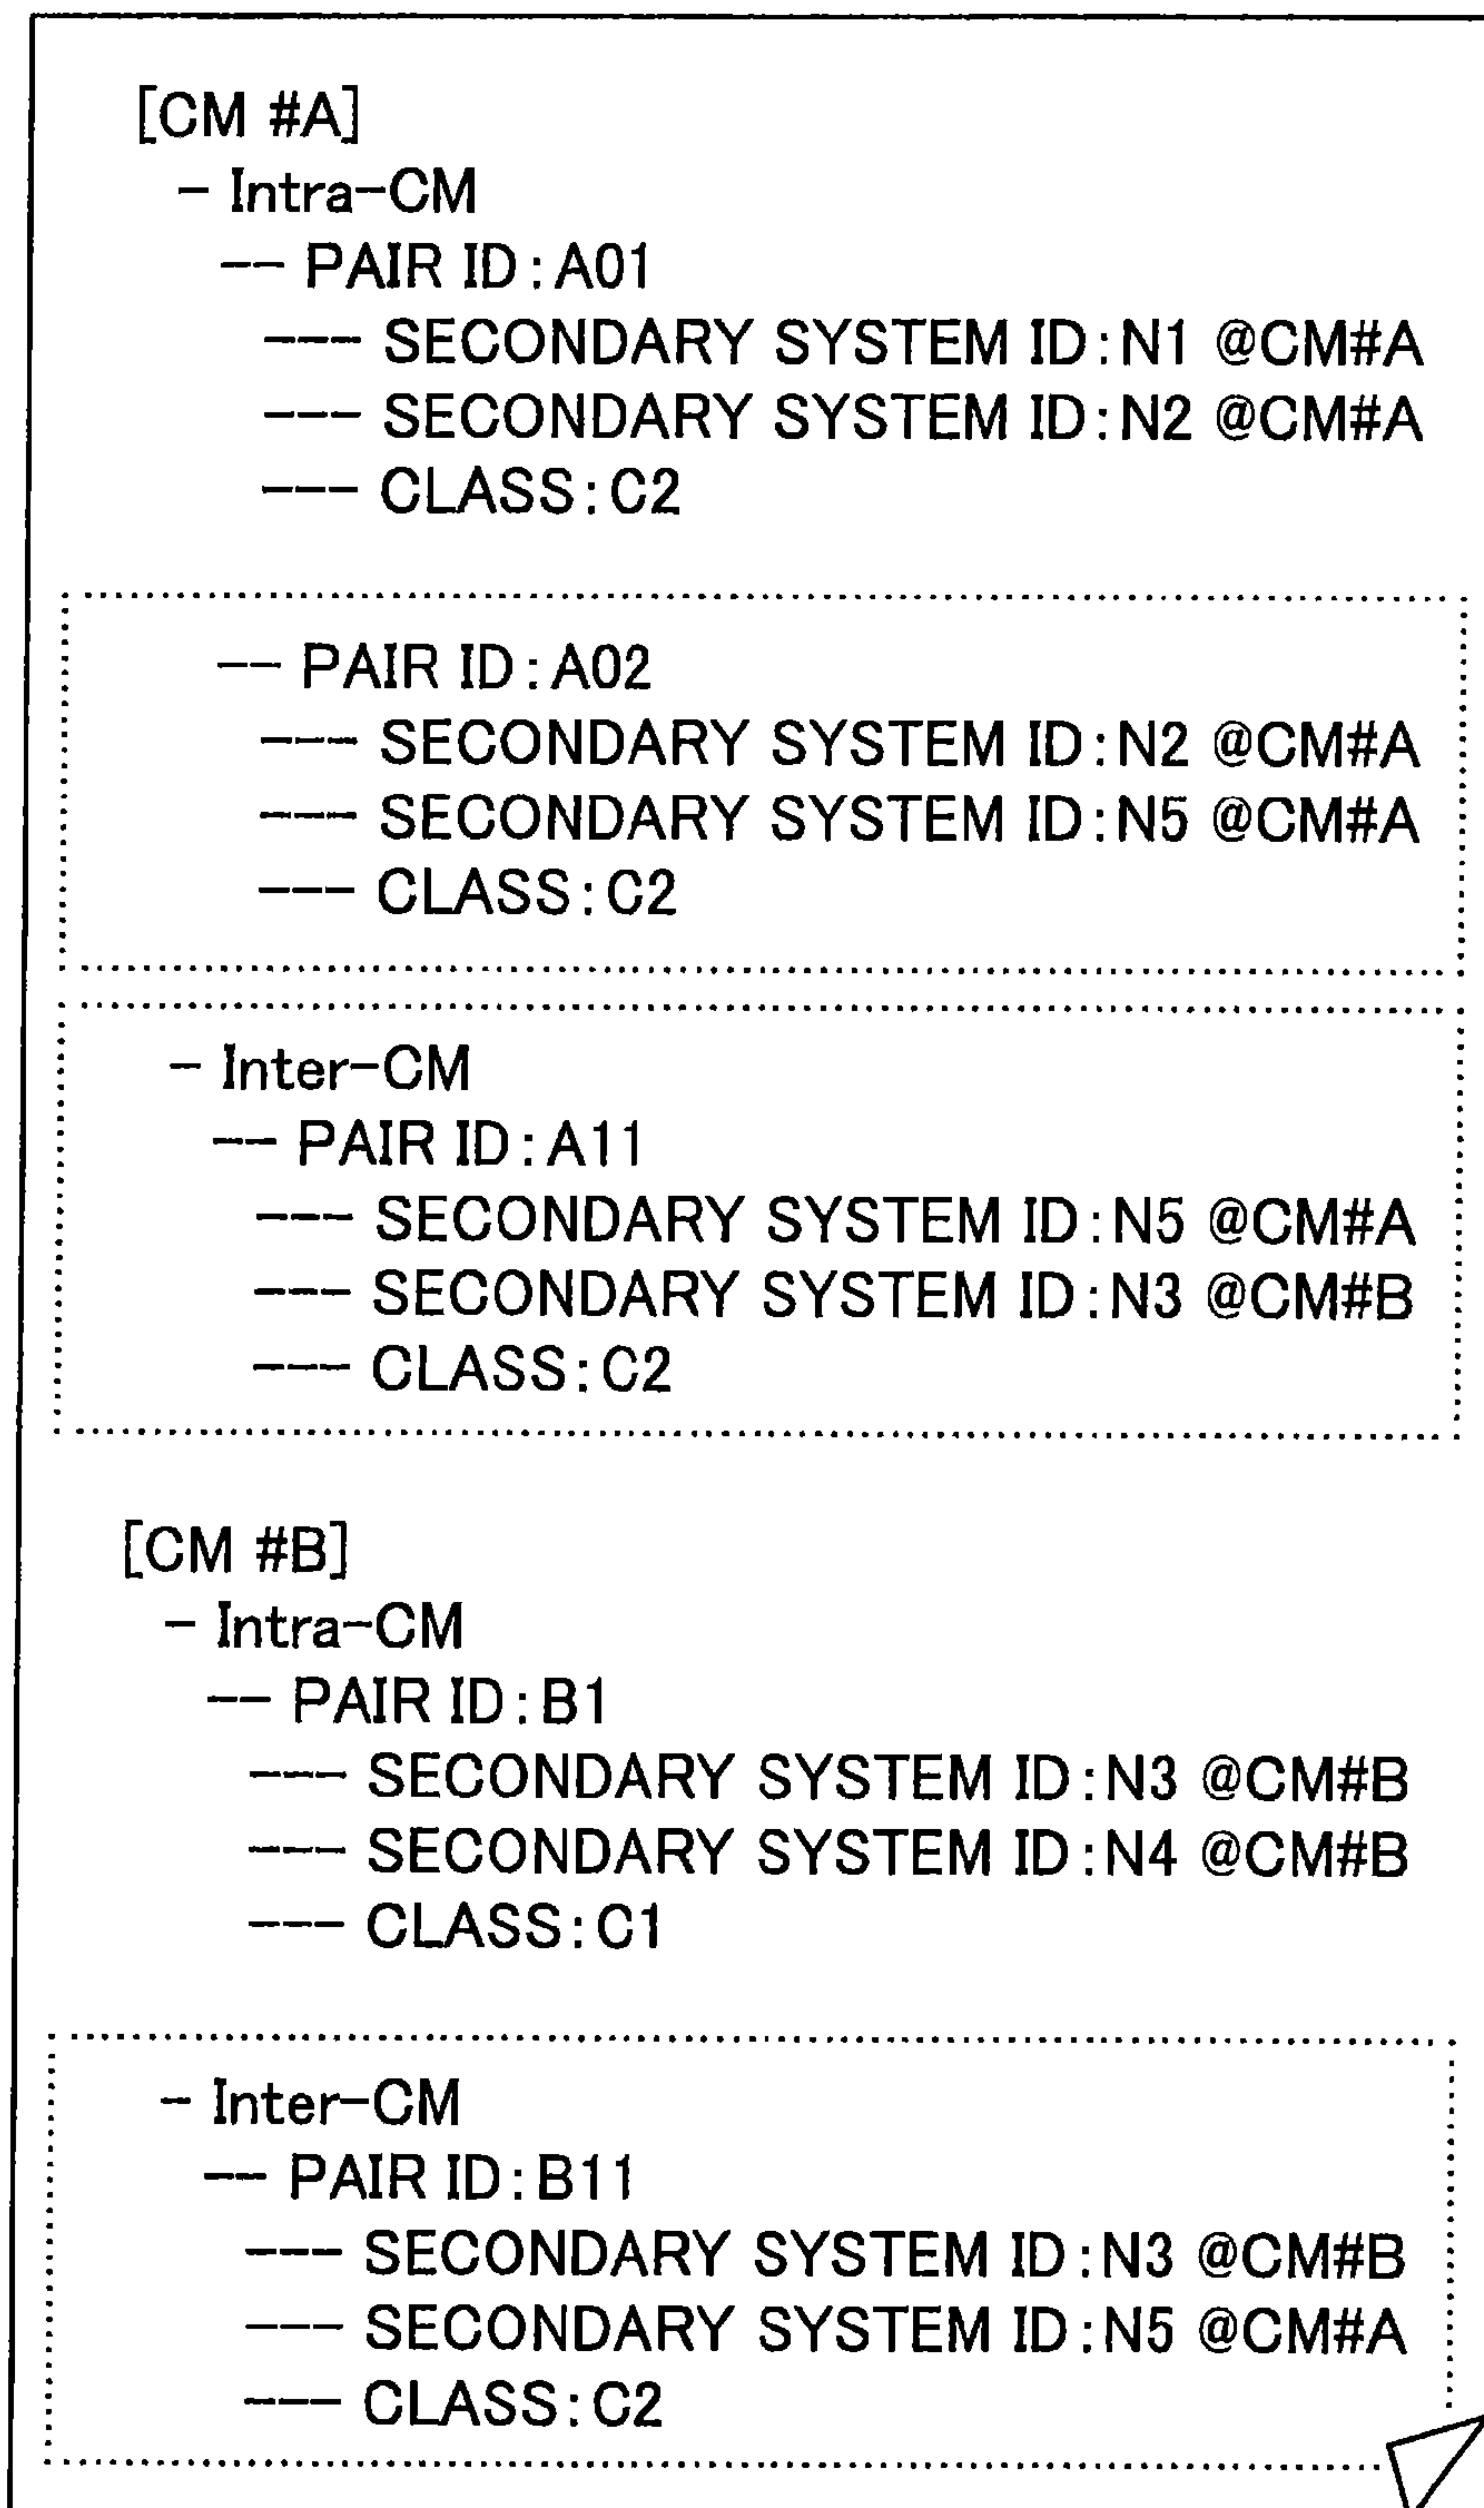 [CM #A]
- Intra-CM
-- PAIR ID:A01
--- SECONDARY SYSTEM ID:N1 @CM#A
--- SECONDARY SYSTEM ID:N2 @CM#A
--- CLASS:C2
-- PAIR ID:A02
--- SECONDARY SYSTEM ID:N2 @CM#A
--- SECONDARY SYSTEM ID:N5 @CM#A
--- CLASS:C2
- Inter-CM
-- PAIR ID:A11
--- SECONDARY SYSTEM ID:N5 @CM#A
--- SECONDARY SYSTEM ID:N3 @CM#B
--- CLASS:C2
[CM #B]
- Intra-CM
-- PAIR ID:B1
--- SECONDARY SYSTEM ID:N3 @CM#B
--- SECONDARY SYSTEM ID:N4 @CM#B
--- CLASS:C1
- Inter-CM
-- PAIR ID:B11
--- SECONDARY SYSTEM ID:N3 @CM#B
--- SECONDARY SYSTEM ID:N5 @CM#A
--- CLASS:C2